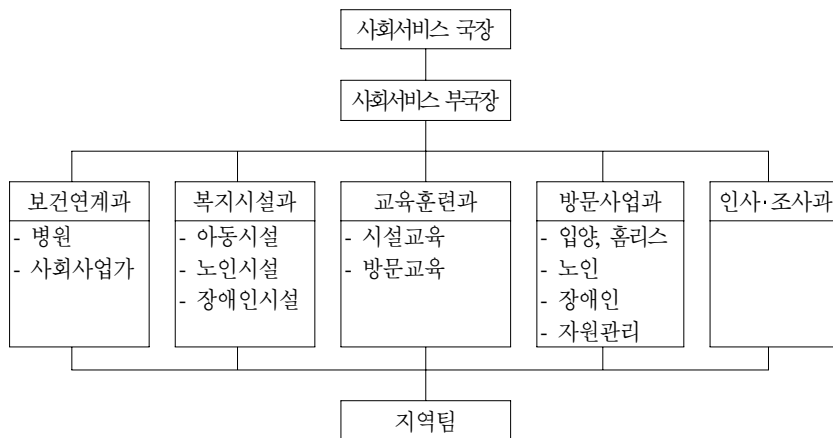 사회서비스 국장
사회서비스 부국장
보건연계과
- 병원
- 사회사업가
복지시설과
- 아동시설
- 노인시설
- 장애인시설
교육훈련과
- 시설교육
- 방문교육
방문사업과
- 입양, 홈리스
- 노인
- 장애인
- 자원관리
인사·조사과
지역팀